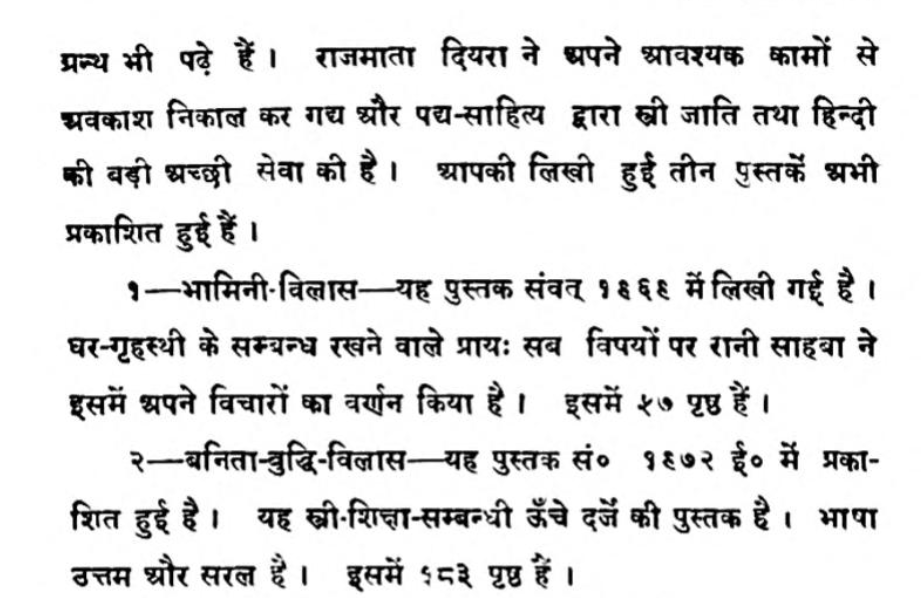 ग्रन्थ भी पढ़े हैं । राजमाता दियरा ने अपने आवश्यक कामों से
अवकाश निकाल कर गद्य और पद्य-साहित्य द्वारा स्त्री जाति तथा हिन्दी
की बड़ी अच्छी सेवा की है । आपकी लिखी हुई तीन पुस्तकें अभी
प्रकाशित हुई हैं ।
१—भामिनी-विलास—यह पुस्तक संवत् १९६९ में लिखी गई है ।
घर-गृहस्थी के सम्बन्ध रखने वाले प्रायः सब विषयों पर रानी साहबा ने
इसमें अपने विचारों का वर्णन किया है । इसमें ५७ पृष्ठ हैं ।
२—बनिता-बुद्धि-विलास—यह पुस्तक सं० १९७२ ई० में प्रका-
शित हुई है । यह स्त्री-शिक्षा-सम्बन्धी ऊँचे दर्जे की पुस्तक है । भाषा
उत्तम और सरल है । इसमें १८३ पृष्ठ हैं ।